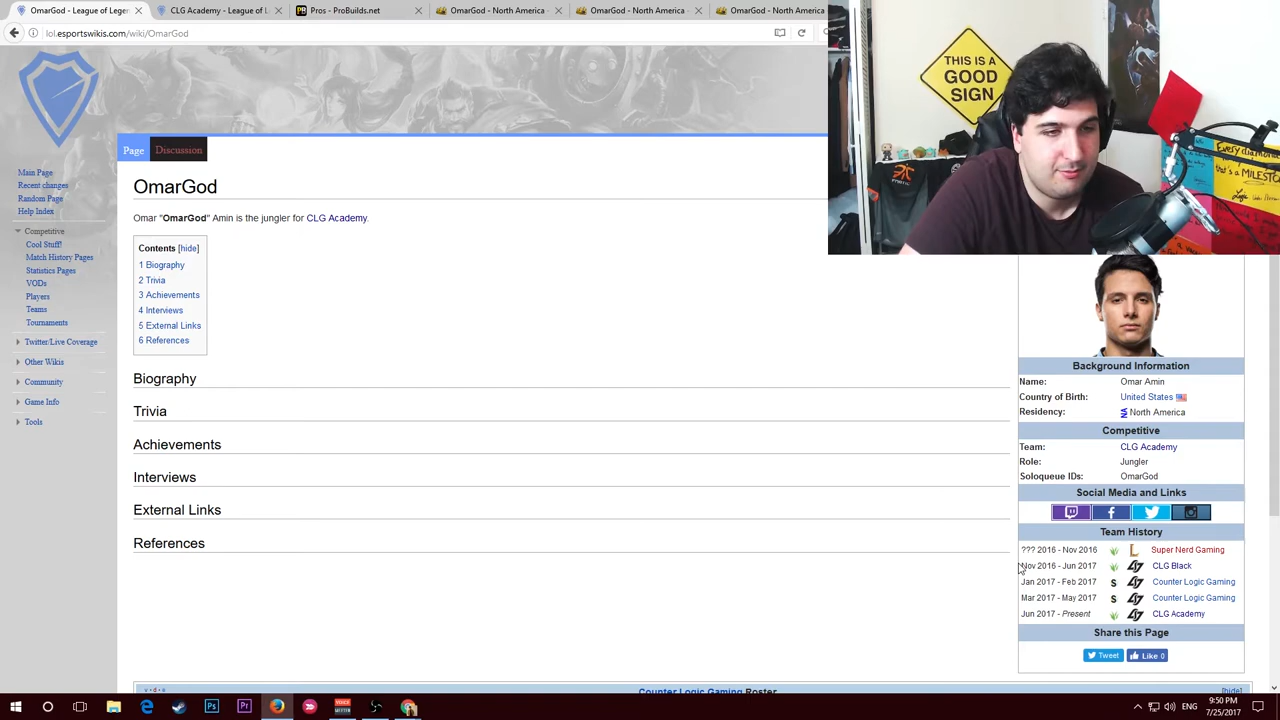 OmarGod - League of Legen
CLG Academy - League of L
Pros - ProBuilds.net
OmarGod - North America -
OmarGod - North America -
OmarGod - North America
lol.esportswikis.com/wiki/OmarGod
THIS IS A
GOOD
SIGN
Fnatic
Every
that's a MILESTO
Page
Discussion
Main Page
Recent changes
Random Page
Help Index
Competitive
Cool Stuff!
Match History Pages
Statistics Pages
VODs
Players
Teams
Tournaments
Twitter/Live Coverage
Other Wikis
Community
Game Info
Tools
OmarGod
Omar "OmarGod" Amin is the jungler for CLG Academy.
Contents [hide]
1 Biography
2 Trivia
3 Achievements
4 Interviews
5 External Links
6 References
Biography
Trivia
Achievements
Interviews
External Links
References
Background Information
Name: Omar Amin
Country of Birth: United States
Residency: North America
Competitive
Team: CLG Academy
Role: Jungler
Soloqueue IDs: OmarGod
Social Media and Links
Team History
??? 2016 - Nov 2016 Super Nerd Gaming
Nov 2016 - Jun 2017 CLG Black
Jan 2017 - Feb 2017 S Counter Logic Gaming
Mar 2017 - May 2017 S Counter Logic Gaming
Jun 2017 - Present CLG Academy
Share this Page
Tweet
Like 0
v · d · e
Counter Logic Gaming Roster
[hide]
ENG
9:50 PM
7/25/2017